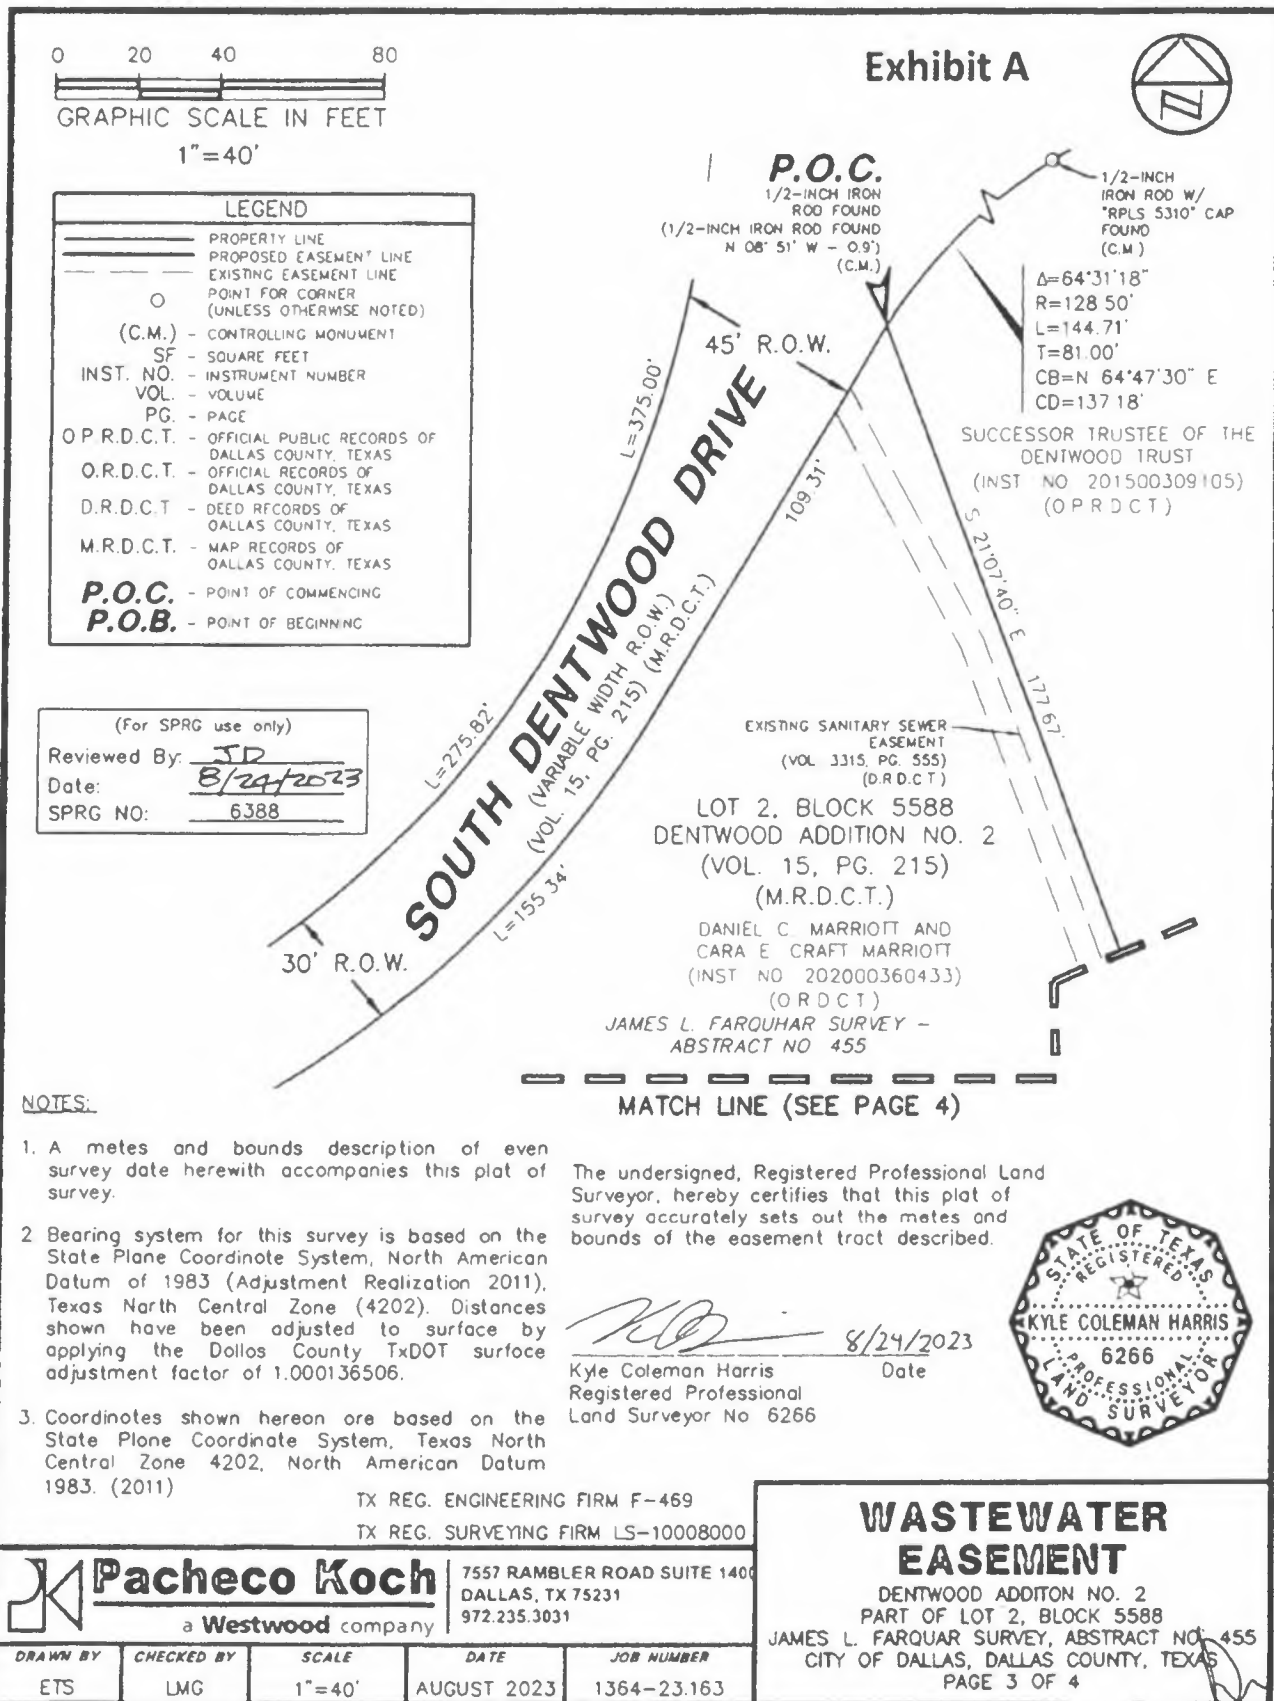 0 20 40 80
GRAPHIC SCALE IN FEET
1"=40'
Exhibit A
N
LEGEND
PROPERTY LINE
PROPOSED EASEMENT LINE
EXISTING EASEMENT LINE
POINT FOR CORNER
(UNLESS OTHERWISE NOTED)
(C.M.) - CONTROLLING MONUMENT
SF - SQUARE FEET
INST. NO. - INSTRUMENT NUMBER
VOL. - VOLUME
PG. - PAGE
O P R.D.C.T. - OFFICIAL PUBLIC RECORDS OF
DALLAS COUNTY, TEXAS
O.R.D.C.T. - OFFICIAL RECORDS OF
DALLAS COUNTY, TEXAS
D.R.D.C.T - DEED RECORDS OF
DALLAS COUNTY, TEXAS
M.R.D.C.T. - MAP RECORDS OF
DALLAS COUNTY, TEXAS
P.O.C. - POINT OF COMMENCING
P.O.B. - POINT OF BEGINNING
P.O.C.
1/2-INCH IRON
ROD FOUND
(1/2-INCH IRON ROD FOUND
N 08° 51' W - 0.9')
(C.M.)
1/2-INCH
IRON ROD W/
"RPLS 5310" CAP
FOUND
(C.M)
Δ=64°31'18"
R=128 50'
L=144.71'
T=81.00'
CB=N 64°47'30" E
CD=137 18'
SUCCESSOR TRUSTEE OF THE
DENTWOOD TRUST
(INST NO 201500309105)
(O P R D C T)
45' R.O.W.
L=375.00'
109.31'
S 21°07'40" E 177 67'
SOUTH DENTWOOD DRIVE
(VARIABLE WIDTH R.O.W.)
(VOL. 15, PG. 215) (M.R.D.C.T.)
L=275.82'
L=155.34'
30' R.O.W.
EXISTING SANITARY SEWER
EASEMENT
(VOL 3315, PG. 555)
(D.R D.C T)
LOT 2, BLOCK 5588
DENTWOOD ADDITION NO. 2
(VOL. 15, PG. 215)
(M.R.D.C.T.)
DANIEL C. MARRIOTT AND
CARA E CRAFT MARRIOTT
(INST NO 202000360433)
(O R D C T)
JAMES L. FARQUHAR SURVEY -
ABSTRACT NO 455
MATCH LINE (SEE PAGE 4)
(For SPRG use only)
Reviewed By: JD
Date: 8/24/2023
SPRG NO: 6388
NOTES:
1. A metes and bounds description of even
survey date herewith accompanies this plat of
survey.
2 Bearing system for this survey is based on the
State Plane Coordinate System, North American
Datum of 1983 (Adjustment Realization 2011),
Texas North Central Zone (4202). Distances
shown have been adjusted to surface by
applying the Dallas County TxDOT surface
adjustment factor of 1.000136506.
3. Coordinates shown hereon are based on the
State Plane Coordinate System, Texas North
Central Zone 4202, North American Datum
1983. (2011)
The undersigned, Registered Professional Land
Surveyor, hereby certifies that this plat of
survey accurately sets out the metes and
bounds of the easement tract described.
8/24/2023
Kyle Coleman Harris Date
Registered Professional
Land Surveyor No 6266
STATE OF TEXAS
REGISTERED
KYLE COLEMAN HARRIS
6266
PROFESSIONAL
LAND SURVEYOR
TX REG. ENGINEERING FIRM F-469
TX REG. SURVEYING FIRM LS-10008000
Pacheco Koch
a Westwood company
7557 RAMBLER ROAD SUITE 1400
DALLAS, TX 75231
972.235.3031
DRAWN BY CHECKED BY SCALE DATE JOB NUMBER
ETS LMG 1"=40' AUGUST 2023 1364-23.163
WASTEWATER
EASEMENT
DENTWOOD ADDITON NO. 2
PART OF LOT 2, BLOCK 5588
JAMES L. FARQUAR SURVEY, ABSTRACT NO. 455
CITY OF DALLAS, DALLAS COUNTY, TEXAS
PAGE 3 OF 4